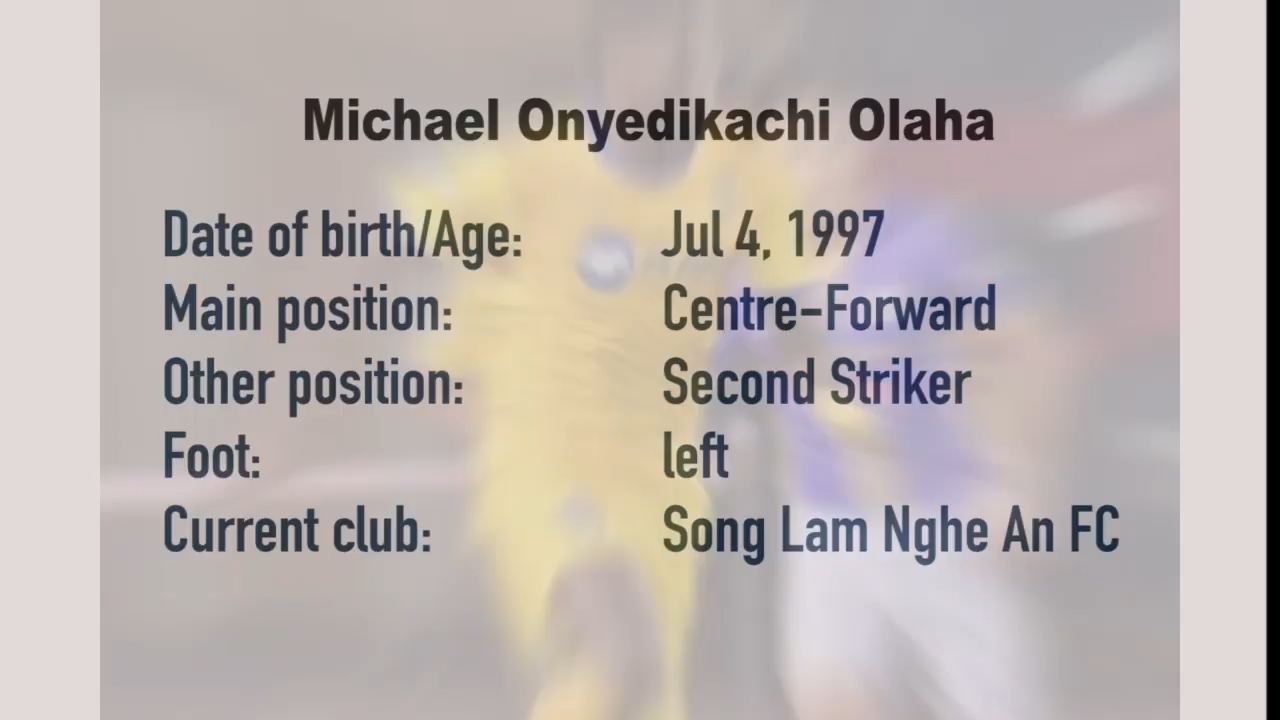 Michael Onyedikachi Olaha
Date of birth/Age: Jul 4, 1997
Main position: Centre-Forward
Other position: Second Striker
Foot: left
Current club: Song Lam Nghe An FC